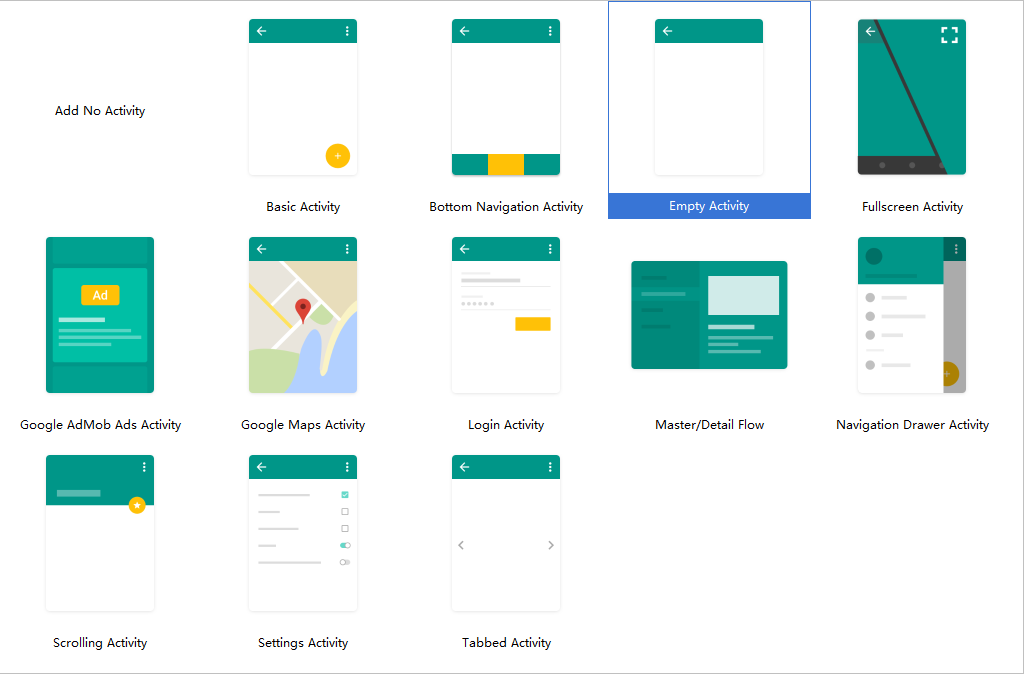 Add No Activity
Basic Activity
Bottom Navigation Activity
Empty Activity
Fullscreen Activity
Ad
Google AdMob Ads Activity
Google Maps Activity
Login Activity
Master/Detail Flow
Navigation Drawer Activity
Scrolling Activity
Settings Activity
Tabbed Activity